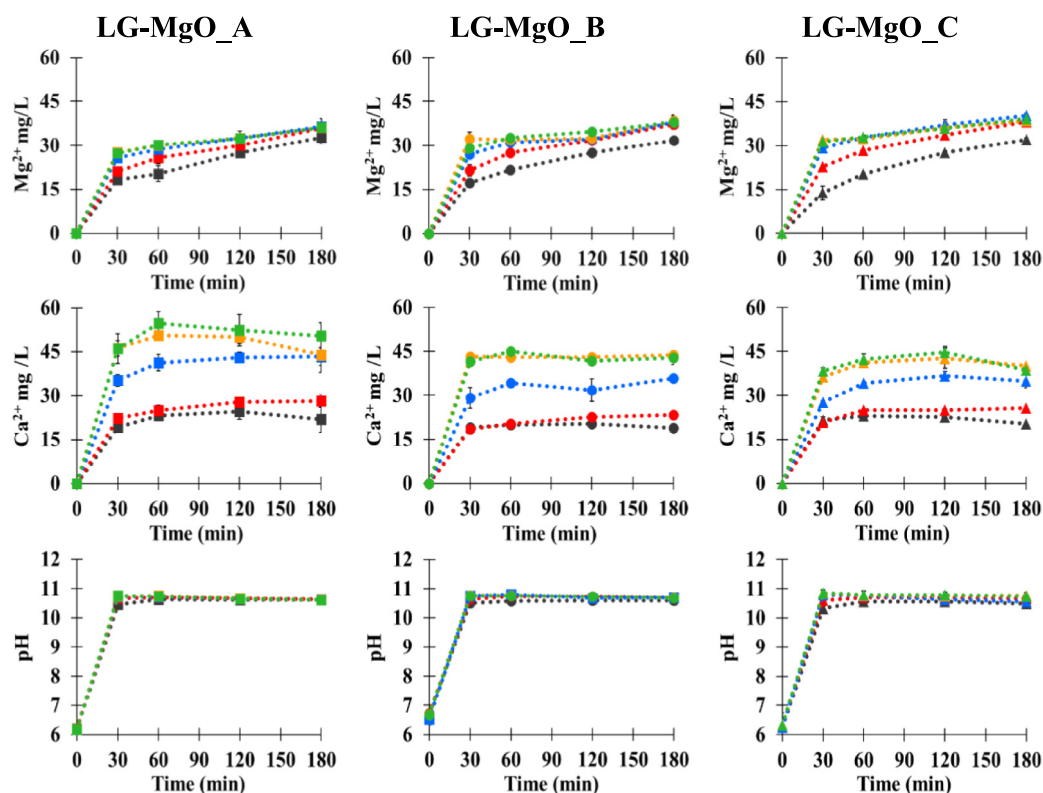 LG-MgO_A LG-MgO_B LG-MgO_C
60 60 60
45 45 45
30 30 30
15 15 15
0 0 0
Mg²⁺ mg/L Mg²⁺ mg/L Mg²⁺ mg/L
0 30 60 90 120 150 180 0 30 60 90 120 150 180 0 30 60 90 120 150 180
Time (min) Time (min) Time (min)
60 60 60
45 45 45
30 30 30
15 15 15
0 0 0
Ca²⁺ mg /L Ca²⁺ mg /L Ca²⁺ mg /L
0 30 60 90 120 150 180 0 30 60 90 120 150 180 0 30 60 90 120 150 180
Time (min) Time (min) Time (min)
12 12 12
11 11 11
10 10 10
9 9 9
8 8 8
7 7 7
6 6 6
pH pH pH
0 30 60 90 120 150 180 0 30 60 90 120 150 180 0 30 60 90 120 150 180
Time (min) Time (min) Time (min)